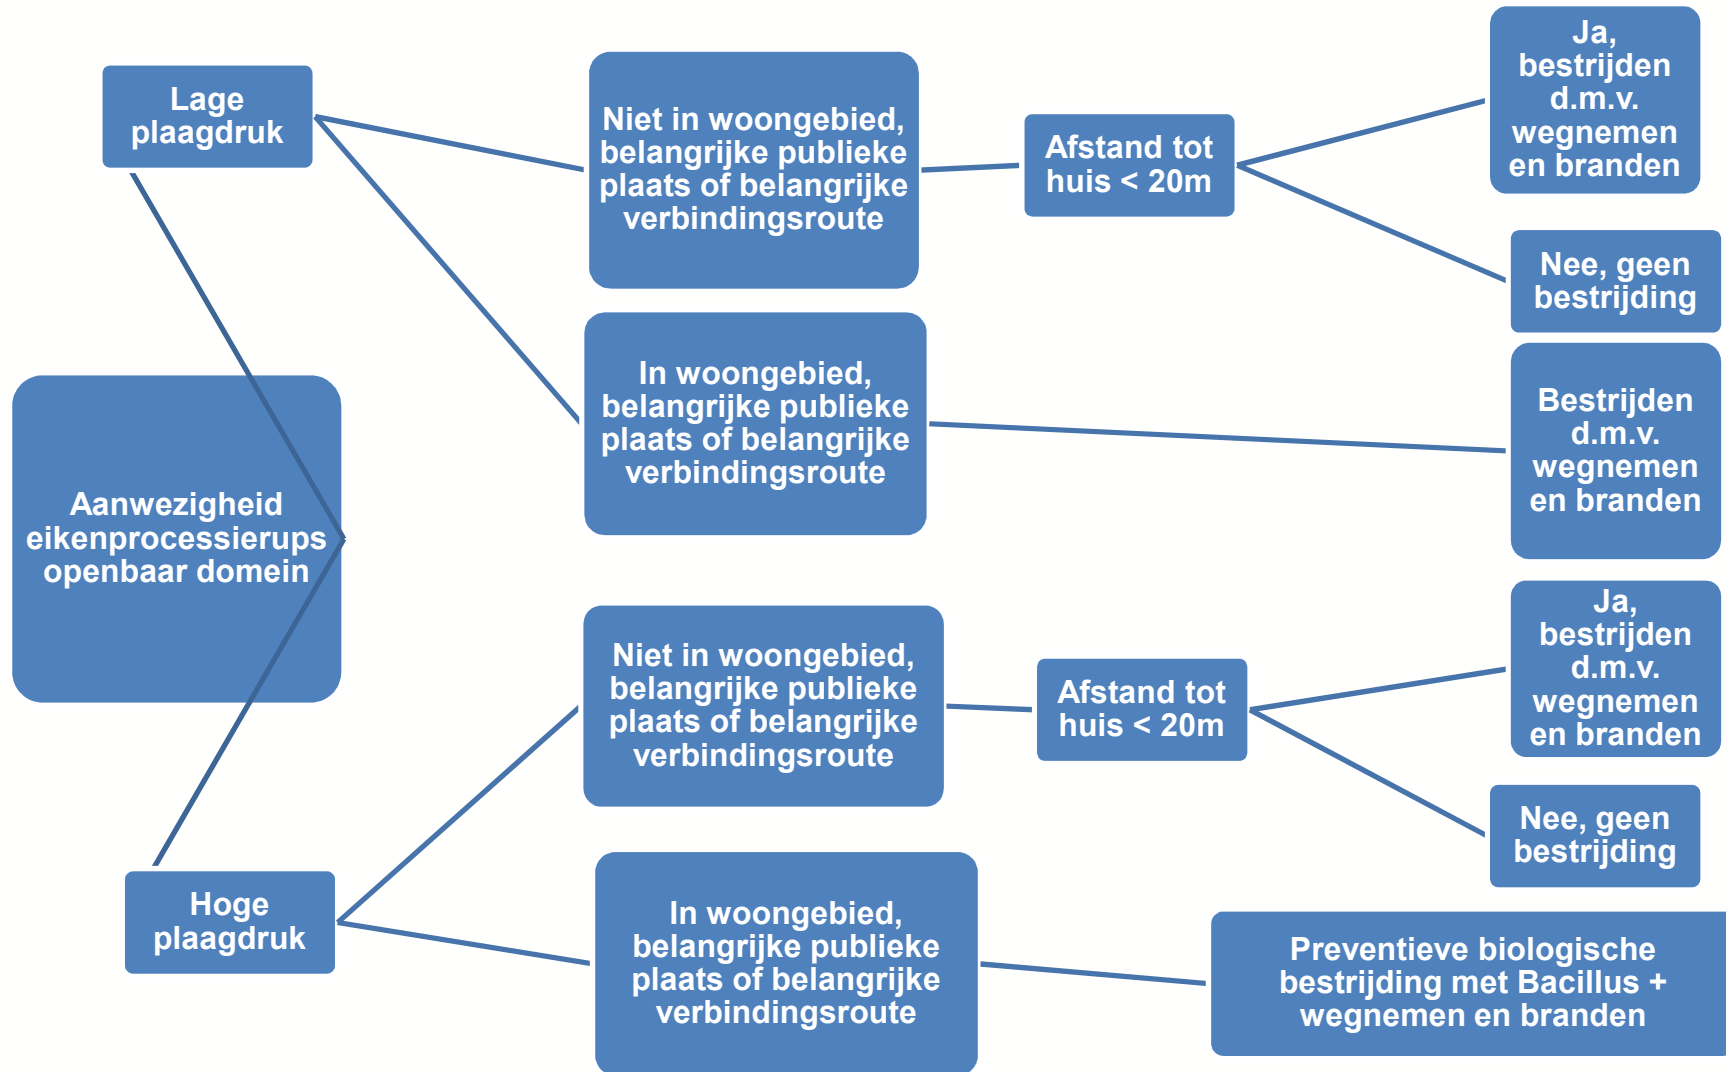 Lage
plaagdruk
Niet in woongebied,
belangrijke publieke
plaats of belangrijke
verbindingsroute
Afstand tot
huis < 20m
Ja,
bestrijden
d.m.v.
wegnemen
en branden
Nee, geen
bestrijding
In woongebied,
belangrijke publieke
plaats of belangrijke
verbindingsroute
Bestrijden
d.m.v.
wegnemen
en branden
Aanwezigheid
eikenprocessierups
openbaar domein
Niet in woongebied,
belangrijke publieke
plaats of belangrijke
verbindingsroute
Afstand tot
huis < 20m
Ja,
bestrijden
d.m.v.
wegnemen
en branden
Nee, geen
bestrijding
Hoge
plaagdruk
In woongebied,
belangrijke publieke
plaats of belangrijke
verbindingsroute
Preventieve biologische
bestrijding met Bacillus +
wegnemen en branden